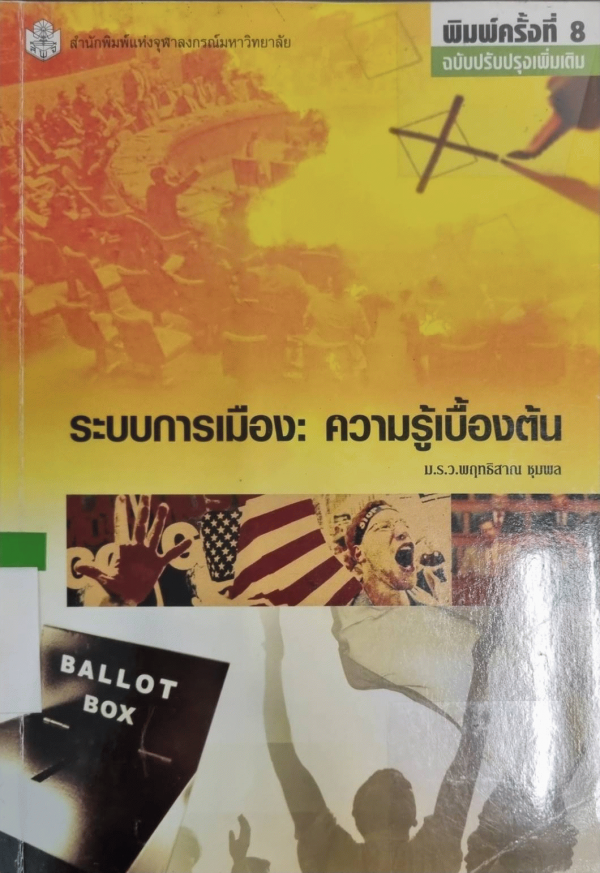 สำนักพิมพ์แห่งจุฬาลงกรณ์มหาวิทยาลัย
พิมพ์ครั้งที่ 8
ฉบับปรับปรุงเพิ่มเติม
ระบบการเมือง: ความรู้เบื้องต้น
ม.ร.ว.พฤทธิสาณ ชุมพล
BALLOT
BOX